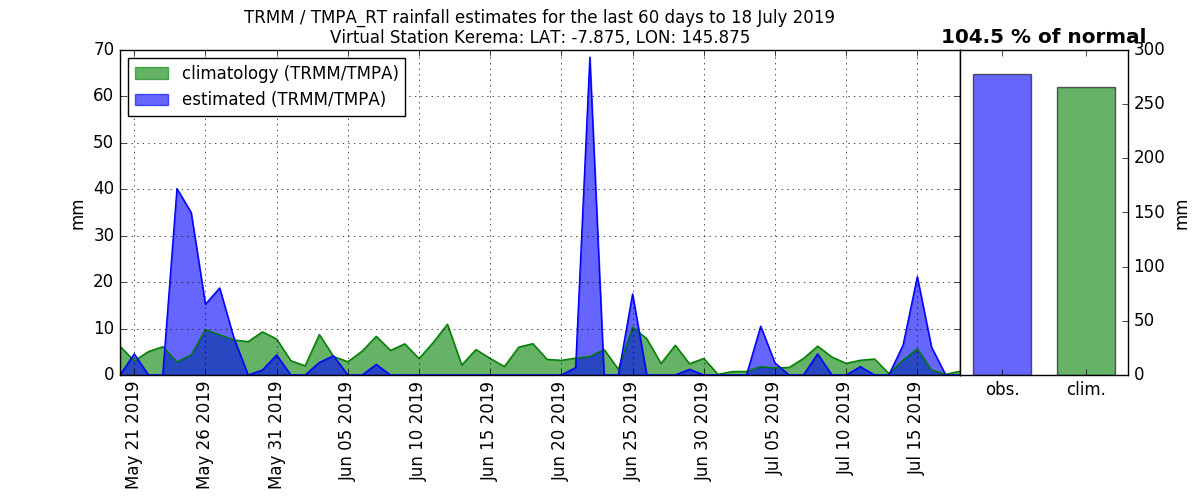 TRMM / TMPA_RT rainfall estimates for the last 60 days to 18 July 2019
Virtual Station Kerema: LAT: -7.875, LON: 145.875
104.5 % of normal
climatology (TRMM/TMPA)
estimated (TRMM/TMPA)
mm
70
60
50
40
30
20
10
0
May 21 2019
May 26 2019
May 31 2019
Jun 05 2019
Jun 10 2019
Jun 15 2019
Jun 20 2019
Jun 25 2019
Jun 30 2019
Jul 05 2019
Jul 10 2019
Jul 15 2019
obs.
clim.
300
250
200
150
100
50
0
mm